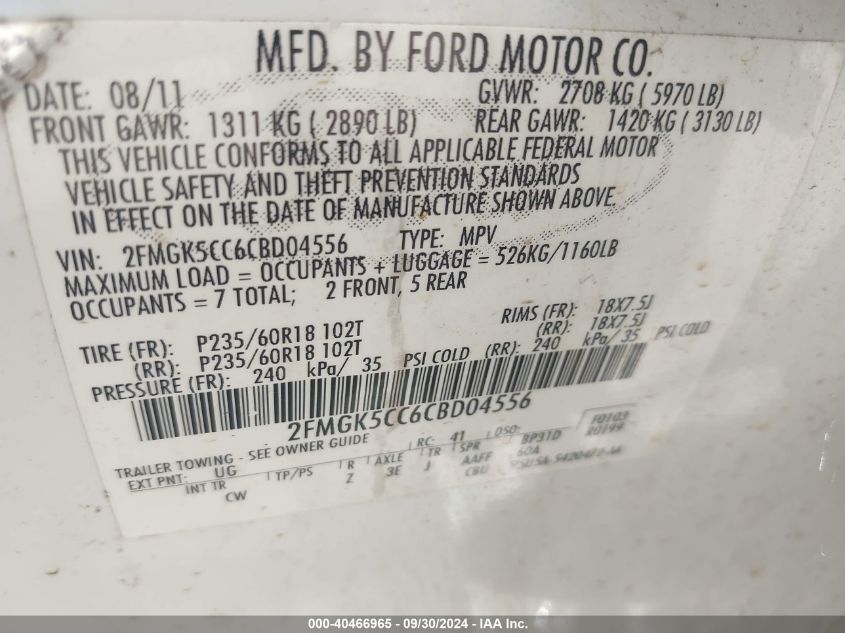 MFD. BY FORD MOTOR CO.
DATE: 08/11 GVWR: 2708 KG ( 5970 LB)
FRONT GAWR: 1311 KG ( 2890 LB) REAR GAWR: 1420 KG ( 3130 LB)
THIS VEHICLE CONFORMS TO ALL APPLICABLE FEDERAL MOTOR
VEHICLE SAFETY AND THEFT PREVENTION STANDARDS
IN EFFECT ON THE DATE OF MANUFACTURE SHOWN ABOVE.
VIN: 2FMGK5CC6CBD04556 TYPE: MPV
MAXIMUM LOAD = OCCUPANTS + LUGGAGE = 526KG/1160LB
OCCUPANTS = 7 TOTAL; 2 FRONT, 5 REAR
TIRE (FR): P235/60R18 102T RIMS (FR): 18X7.5J
(RR): P235/60R18 102T (RR): 18X7.5J
PRESSURE (FR): 240 kPa/ 35 PSI COLD (RR): 240 kPa/ 35 PSI COLD
2FMGK5CC6CBD04556
TRAILER TOWING - SEE OWNER GUIDE RC: 41 DSO: F0103
EXT PNT: UG R AXLE TR SPR BP31D R0199
INT TR TP/PS Z 3E J AAFF 60A
CW CBU
000-40466965 - 09/30/2024 - IAA Inc.